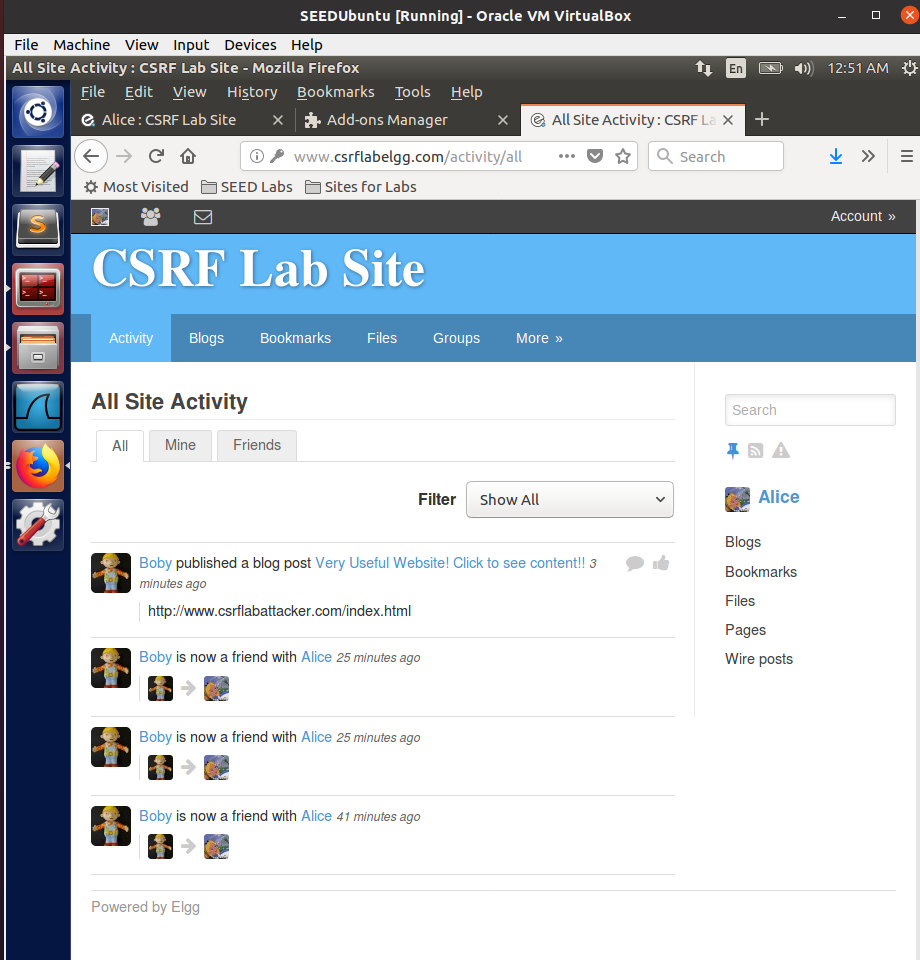 SEEDUbuntu [Running] - Oracle VM VirtualBox
File Machine View Input Devices Help
All Site Activity : CSRF Lab Site - Mozilla Firefox En 12:51 AM
File Edit View History Bookmarks Tools Help
Alice : CSRF Lab Site Add-ons Manager All Site Activity : CSRF La
www.csrflabelgg.com/activity/all Search
Most Visited SEED Labs Sites for Labs
Account »
CSRF Lab Site
Activity Blogs Bookmarks Files Groups More »
All Site Activity
All Mine Friends
Filter Show All
Boby published a blog post Very Useful Website! Click to see content!! 3
minutes ago
http://www.csrflabattacker.com/index.html
Boby is now a friend with Alice 25 minutes ago
Boby is now a friend with Alice 25 minutes ago
Boby is now a friend with Alice 41 minutes ago
Search
Alice
Blogs
Bookmarks
Files
Pages
Wire posts
Powered by Elgg